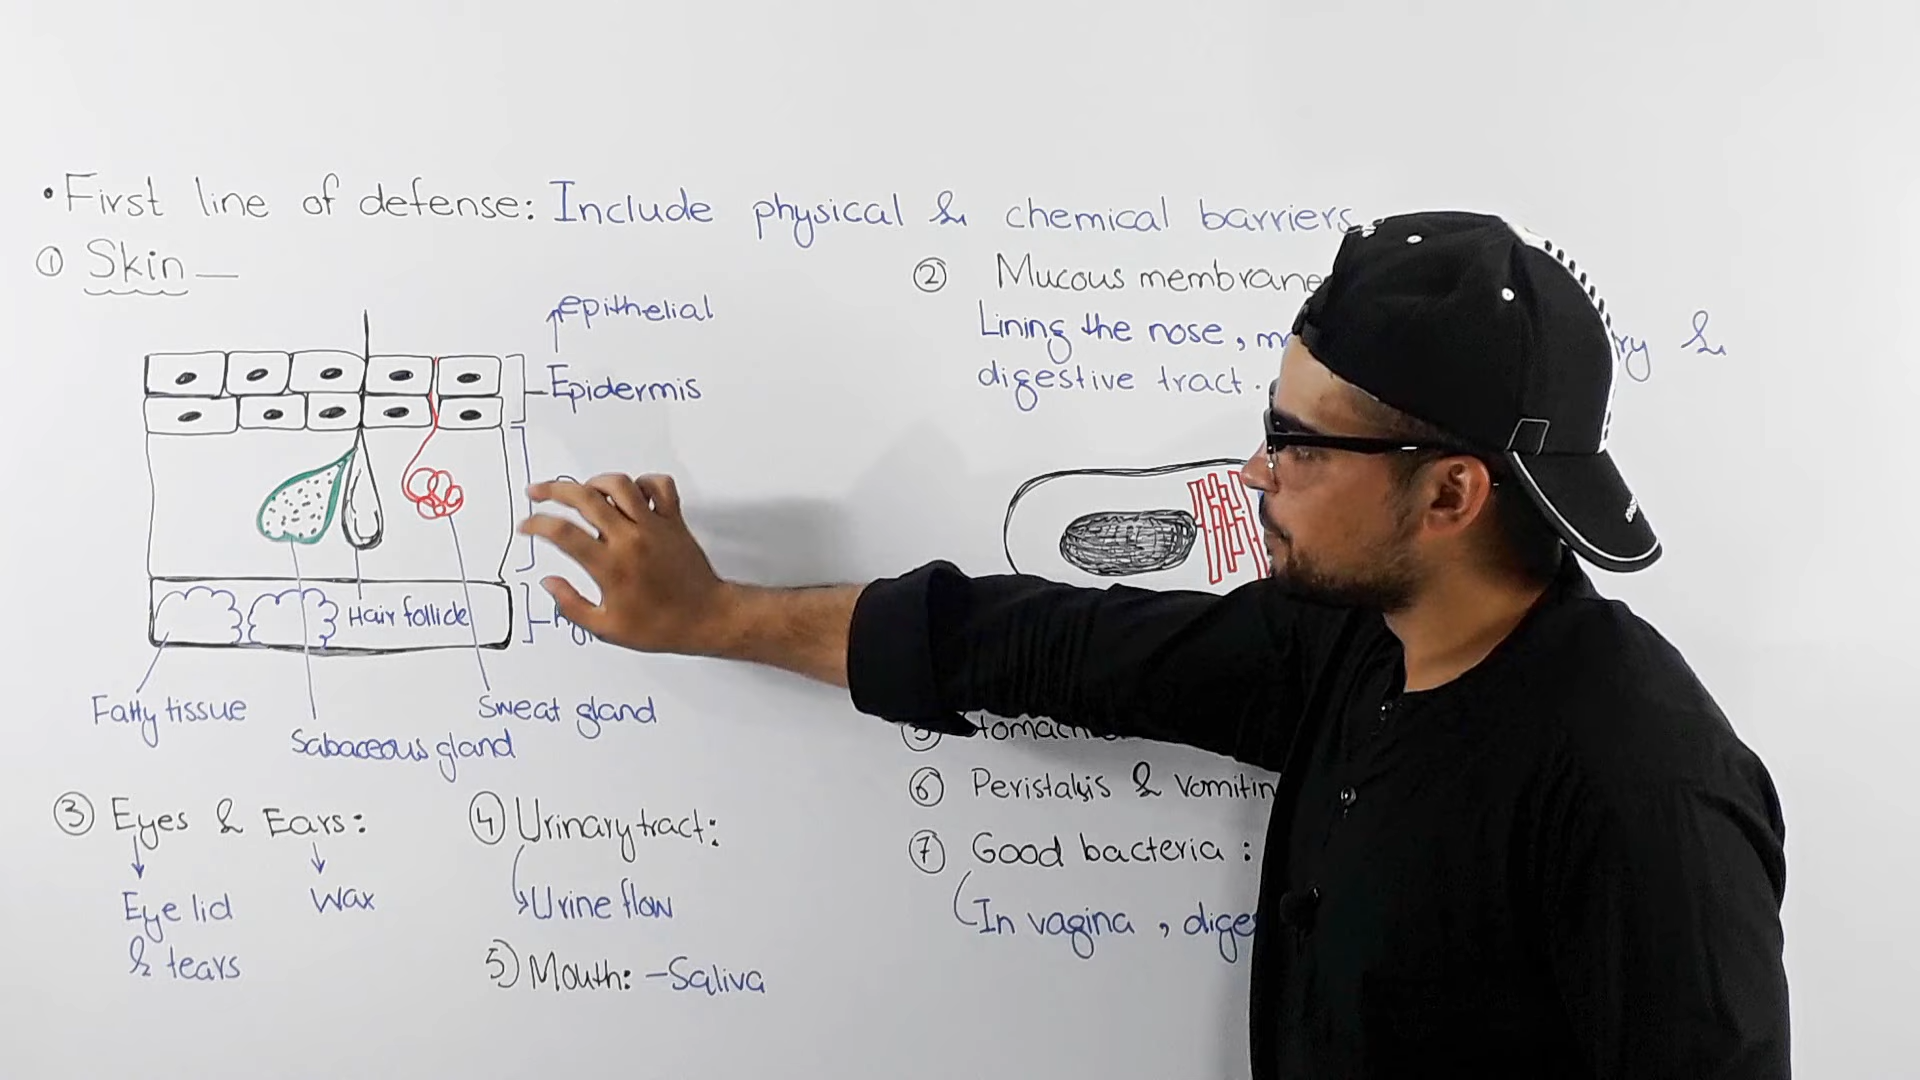 • First line of defense: Include physical & chemical barriers
① Skin —
epithelial
Epidermis
Hair follicle
Fatty tissue
Sabaceous gland
Sweat gland
② Mucous membrane
Lining the nose, &
digestive tract.
③ Eyes & Ears:
Eye lid
& tears
Wax
④ Urinary tract:
Urine flow
5) Mouth: - Saliva
⑤ Stomach
⑥ Peristalsis & Vomitin
⑦ Good bacteria :
In vagina , dige